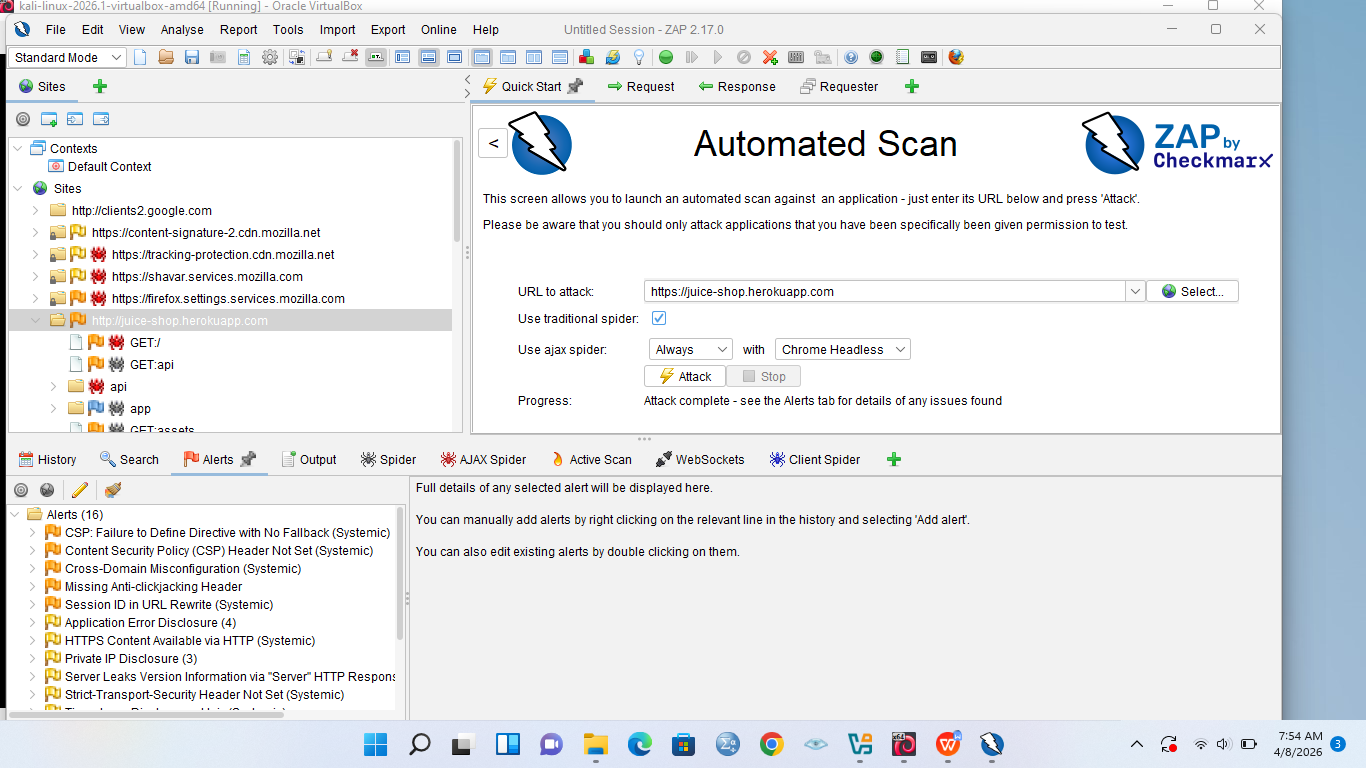 kali-linux-2026.1-virtualbox-amd64 [Running] - Oracle VirtualBox
File Edit View Analyse Report Tools Import Export Online Help Untitled Session - ZAP 2.17.0
Standard Mode
Sites
Quick Start Request Response Requester
< Automated Scan ZAP by Checkmarx
This screen allows you to launch an automated scan against an application - just enter its URL below and press 'Attack'.
Please be aware that you should only attack applications that you have been specifically been given permission to test.
URL to attack: https://juice-shop.herokuapp.com Select...
Use traditional spider:
Use ajax spider: Always with Chrome Headless
Attack Stop
Progress: Attack complete - see the Alerts tab for details of any issues found
Contexts
Default Context
Sites
http://clients2.google.com
https://content-signature-2.cdn.mozilla.net
https://tracking-protection.cdn.mozilla.net
https://shavar.services.mozilla.com
https://firefox.settings.services.mozilla.com
http://juice-shop.herokuapp.com
GET:/
GET:api
api
app
GET:assets
History Search Alerts Output Spider AJAX Spider Active Scan WebSockets Client Spider
Alerts (16)
CSP: Failure to Define Directive with No Fallback (Systemic)
Content Security Policy (CSP) Header Not Set (Systemic)
Cross-Domain Misconfiguration (Systemic)
Missing Anti-clickjacking Header
Session ID in URL Rewrite (Systemic)
Application Error Disclosure (4)
HTTPS Content Available via HTTP (Systemic)
Private IP Disclosure (3)
Server Leaks Version Information via "Server" HTTP Respons
Strict-Transport-Security Header Not Set (Systemic)
Full details of any selected alert will be displayed here.
You can manually add alerts by right clicking on the relevant line in the history and selecting 'Add alert'.
You can also edit existing alerts by double clicking on them.
7:54 AM
4/8/2026
3